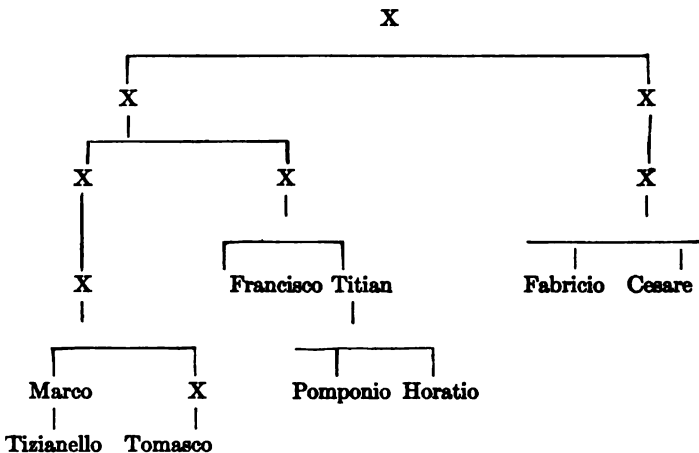 X
X X
X X X
X Francisco Titian Fabricio Cesare
Marco X Pomponio Horatio
Tizianello Tomasco